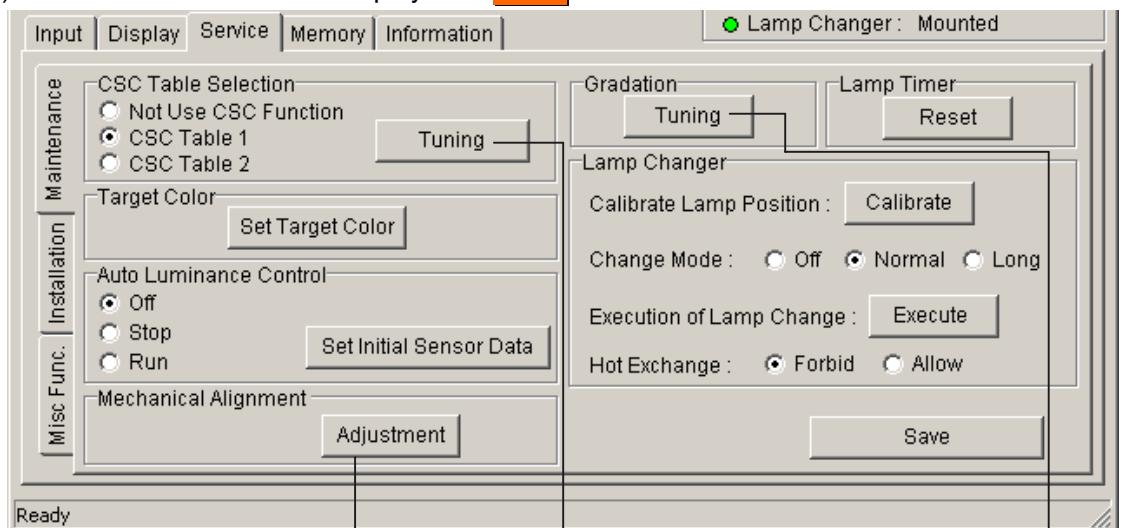 Lamp Changer : Mounted
Input Display Service Memory Information
Maintenance
Installation
Misc Func.
CSC Table Selection
Not Use CSC Function
CSC Table 1
CSC Table 2
Tuning
Target Color
Set Target Color
Auto Luminance Control
Off
Stop
Run
Set Initial Sensor Data
Mechanical Alignment
Adjustment
Gradation
Tuning
Lamp Timer
Reset
Lamp Changer
Calibrate Lamp Position : Calibrate
Change Mode : Off Normal Long
Execution of Lamp Change : Execute
Hot Exchange : Forbid Allow
Save
Ready